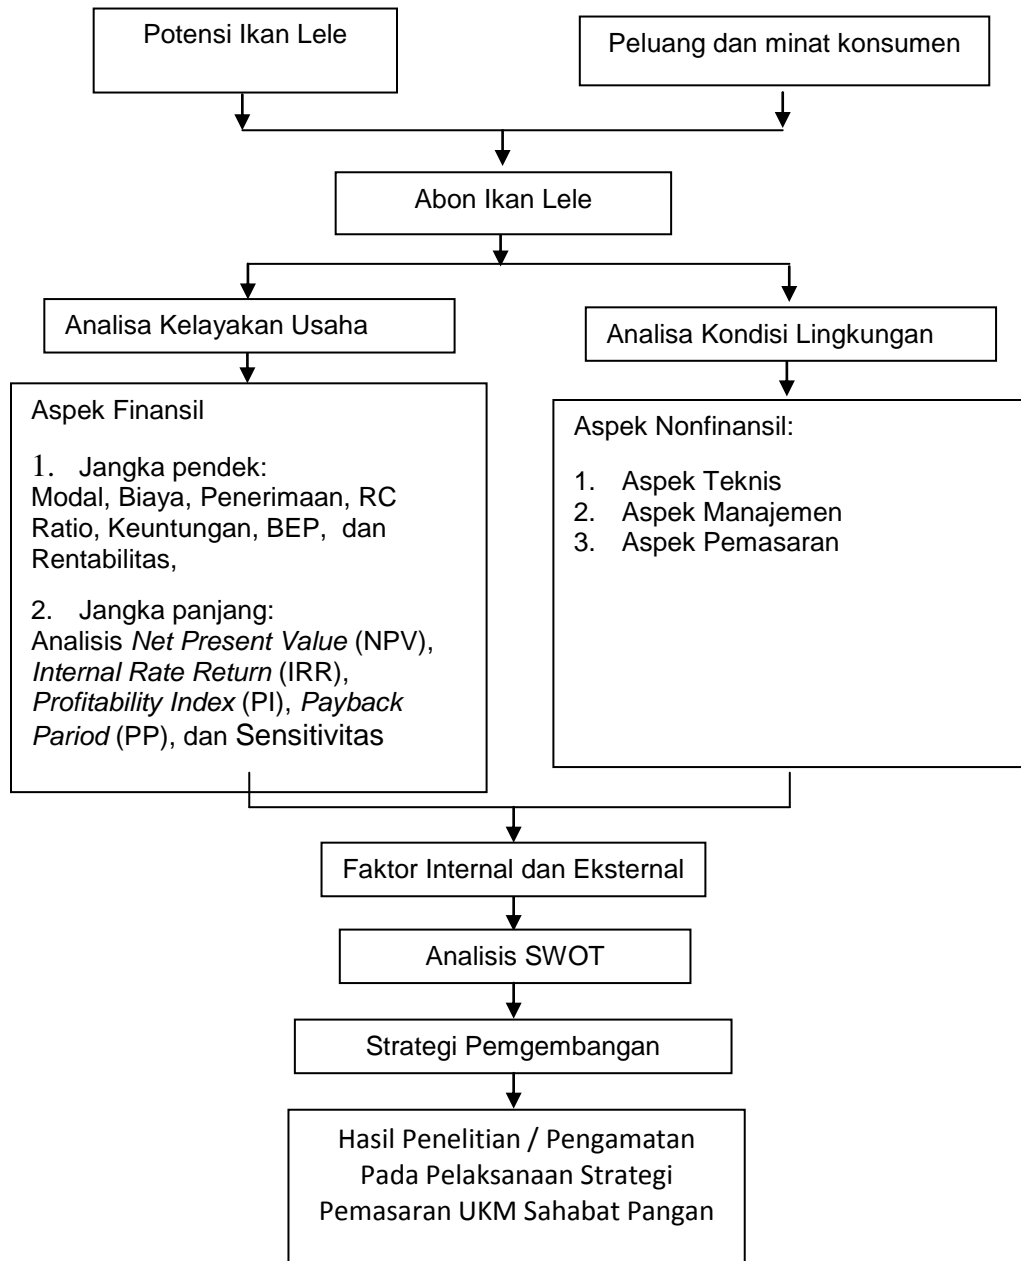 Potensi Ikan Lele
Peluang dan minat konsumen
Abon Ikan Lele
Analisa Kelayakan Usaha
Analisa Kondisi Lingkungan
Aspek Finansil
1. Jangka pendek:
Modal, Biaya, Penerimaan, RC
Ratio, Keuntungan, BEP, dan
Rentabilitas,
2. Jangka panjang:
Analisis Net Present Value (NPV),
Internal Rate Return (IRR),
Profitability Index (PI), Payback
Pariod (PP), dan Sensitivitas
Aspek Nonfinansil:
1. Aspek Teknis
2. Aspek Manajemen
3. Aspek Pemasaran
Faktor Internal dan Eksternal
Analisis SWOT
Strategi Pemgembangan
Hasil Penelitian / Pengamatan
Pada Pelaksanaan Strategi
Pemasaran UKM Sahabat Pangan